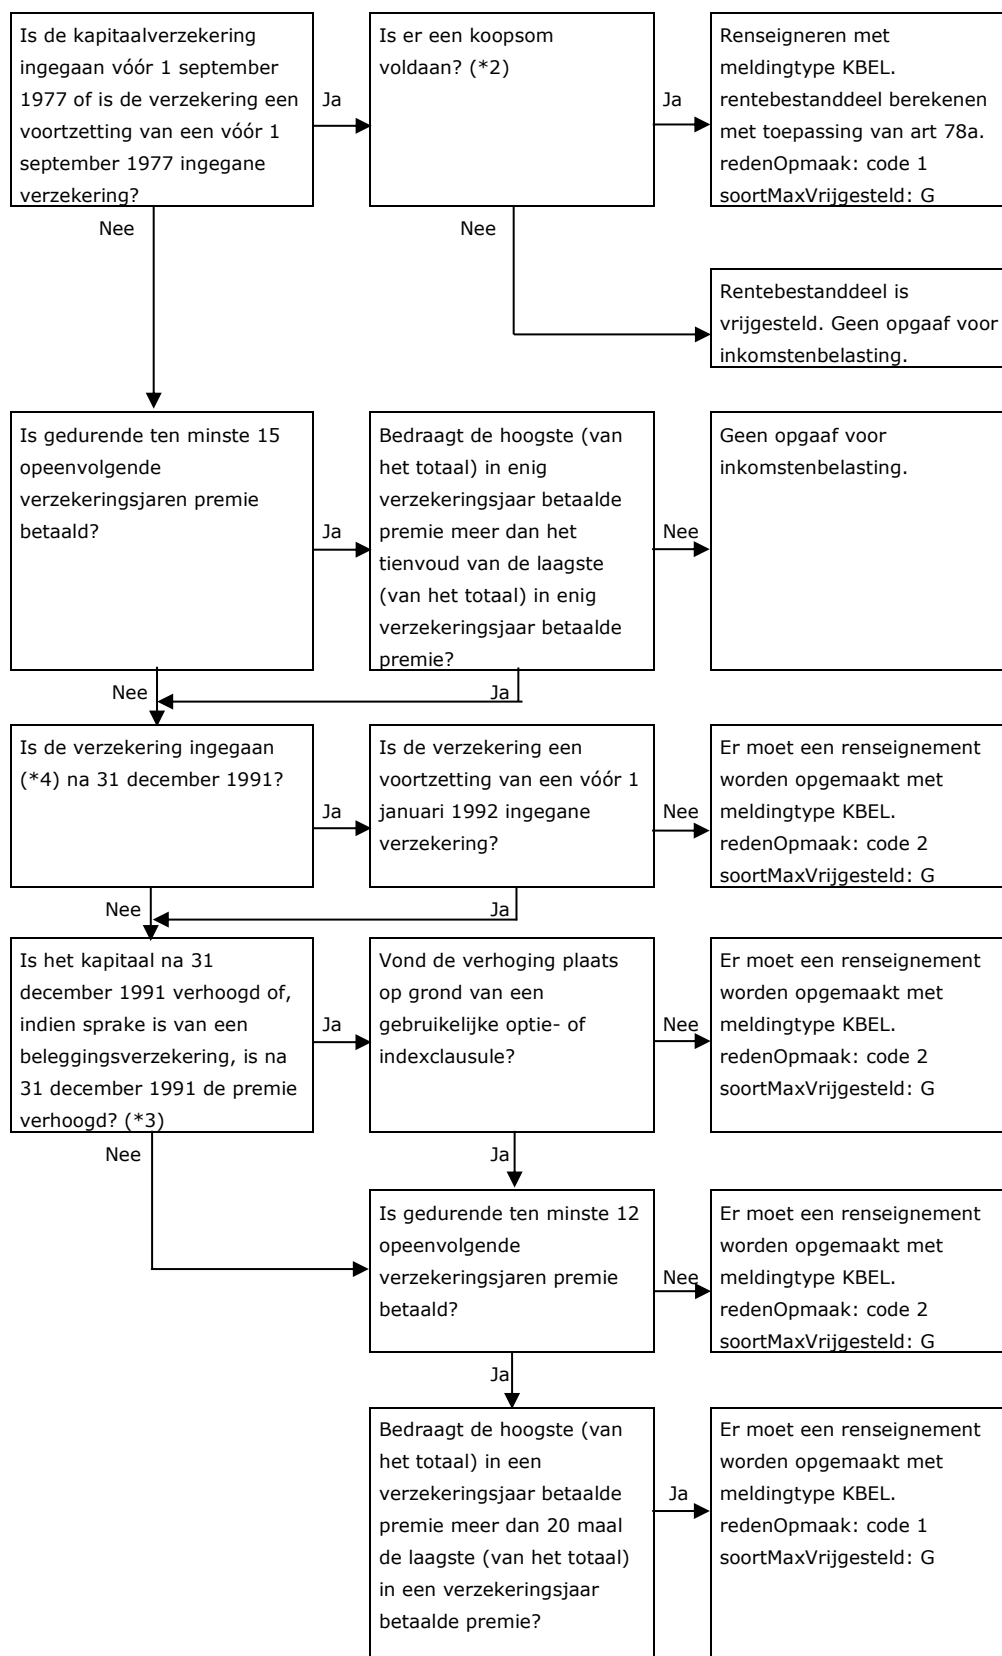 Is de kapitaalverzekering
ingegaan vóór 1 september
1977 of is de verzekering een
voortzetting van een vóór 1
september 1977 ingegane
verzekering?
Ja
Is er een koopsom
voldaan? (*2)
Ja
Renseigneren met
meldingtype KBEL.
rentebestanddeel berekenen
met toepassing van art 78a.
redenOpmaak: code 1
soortMaxVrijgesteld: G
Nee
Nee
Rentebestanddeel is
vrijgesteld. Geen opgaaf voor
inkomstenbelasting.
Is gedurende ten minste 15
opeenvolgende
verzekeringsjaren premie
betaald?
Ja
Bedraagt de hoogste (van
het totaal) in enig
verzekeringsjaar betaalde
premie meer dan het
tienvoud van de laagste
(van het totaal) in enig
verzekeringsjaar betaalde
premie?
Nee
Geen opgaaf voor
inkomstenbelasting.
Nee
Ja
Is de verzekering ingegaan
(*4) na 31 december 1991?
Ja
Is de verzekering een
voortzetting van een vóór 1
januari 1992 ingegane
verzekering?
Nee
Er moet een renseignement
worden opgemaakt met
meldingtype KBEL.
redenOpmaak: code 2
soortMaxVrijgesteld: G
Nee
Ja
Is het kapitaal na 31
december 1991 verhoogd of,
indien sprake is van een
beleggingsverzekering, is na
31 december 1991 de premie
verhoogd? (*3)
Ja
Vond de verhoging plaats
op grond van een
gebruikelijke optie- of
indexclausule?
Nee
Er moet een renseignement
worden opgemaakt met
meldingtype KBEL.
redenOpmaak: code 2
soortMaxVrijgesteld: G
Nee
Ja
Is gedurende ten minste 12
opeenvolgende
verzekeringsjaren premie
betaald?
Nee
Er moet een renseignement
worden opgemaakt met
meldingtype KBEL.
redenOpmaak: code 2
soortMaxVrijgesteld: G
Ja
Bedraagt de hoogste (van
het totaal) in een
verzekeringsjaar betaalde
premie meer dan 20 maal
de laagste (van het totaal)
in een verzekeringsjaar
betaalde premie?
Ja
Er moet een renseignement
worden opgemaakt met
meldingtype KBEL.
redenOpmaak: code 1
soortMaxVrijgesteld: G